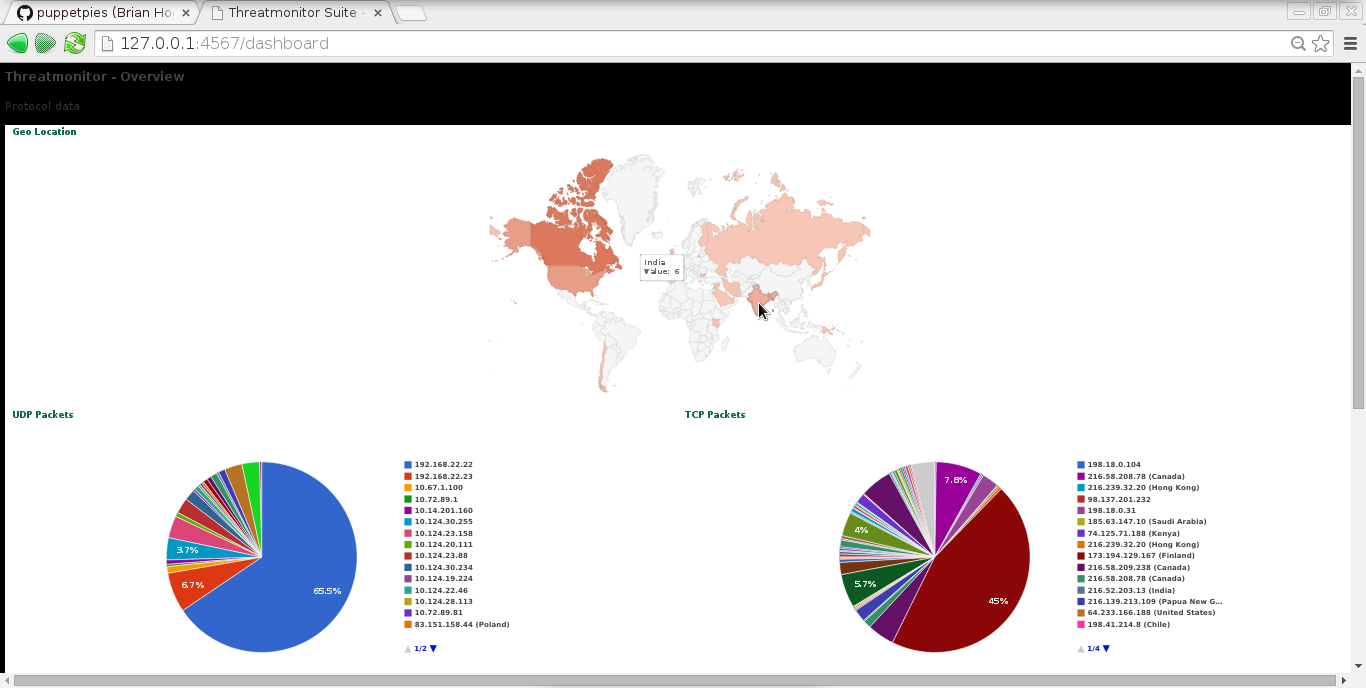 puppetpies (Brian Ho
Threatmonitor Suite -
127.0.0.1:4567/dashboard
Threatmonitor - Overview
Protocol data
Geo Location
India
Value: 6
UDP Packets
TCP Packets
3.7%
6.7%
65.5%
192.168.22.22
192.168.22.23
10.67.1.100
10.72.89.1
10.14.201.160
10.124.30.255
10.124.23.158
10.124.20.111
10.124.23.88
10.124.30.234
10.124.19.224
10.124.22.46
10.124.28.113
10.72.89.81
83.151.158.44 (Poland)
1/2
7.8%
4%
5.7%
45%
198.18.0.104
216.58.208.78 (Canada)
216.239.32.20 (Hong Kong)
98.137.201.232
198.18.0.31
185.63.147.10 (Saudi Arabia)
74.125.71.188 (Kenya)
216.239.32.20 (Hong Kong)
173.194.129.167 (Finland)
216.58.209.238 (Canada)
216.58.208.78 (Canada)
216.52.203.13 (India)
216.139.213.109 (Papua New G...
64.233.166.188 (United States)
198.41.214.8 (Chile)
1/4